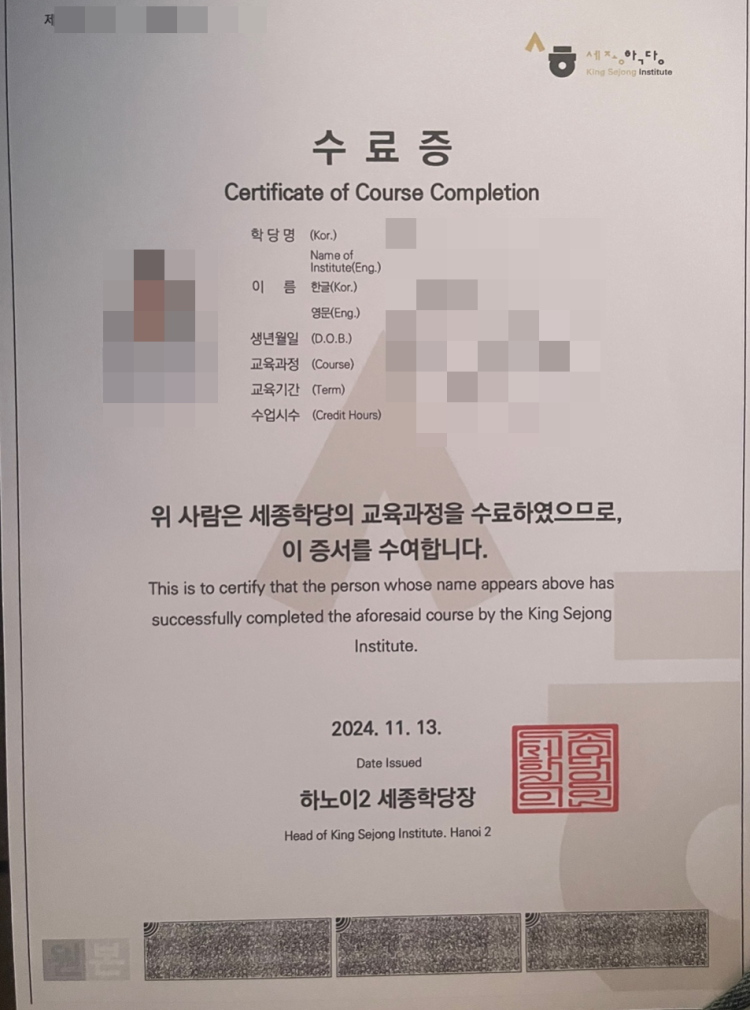 제
세종학당
King Sejong Institute
수료증
Certificate of Course Completion
학당명 (Kor.)
Name of
Institute(Eng.)
이 름 한글(Kor.)
영문(Eng.)
생년월일 (D.O.B.)
교육과정 (Course)
교육기간 (Term)
수업시수 (Credit Hours)
위 사람은 세종학당의 교육과정을 수료하였으므로,
이 증서를 수여합니다.
This is to certify that the person whose name appears above has
successfully completed the aforesaid course by the King Sejong
Institute.
2024. 11. 13.
Date Issued
하노이2 세종학당장
Head of King Sejong Institute. Hanoi 2
원본